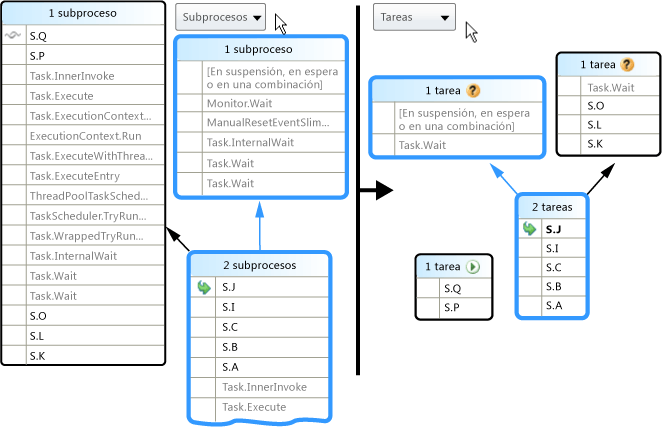 1 subproceso
S.Q
S.P
Task.InnerInvoke
Task.Execute
Task.ExecutionContext...
ExecutionContext.Run
Task.ExecuteWithThrea...
Task.ExecuteEntry
ThreadPoolTaskSched...
TaskScheduler.TryRun...
Task.WrappedTryRun...
Task.InternalWait
Task.Wait
Task.Wait
S.O
S.L
S.K
Subprocesos
1 subproceso
[En suspensión, en espera
o en una combinación]
Monitor.Wait
ManualResetEventSlim...
Task.InternalWait
Task.Wait
Task.Wait
2 subprocesos
S.J
S.I
S.C
S.B
S.A
Task.InnerInvoke
Task.Execute
Tareas
1 tarea
[En suspensión, en espera
o en una combinación]
Task.Wait
1 tarea
Task.Wait
S.O
S.L
S.K
2 tareas
S.J
S.I
S.C
S.B
S.A
1 tarea
S.Q
S.P